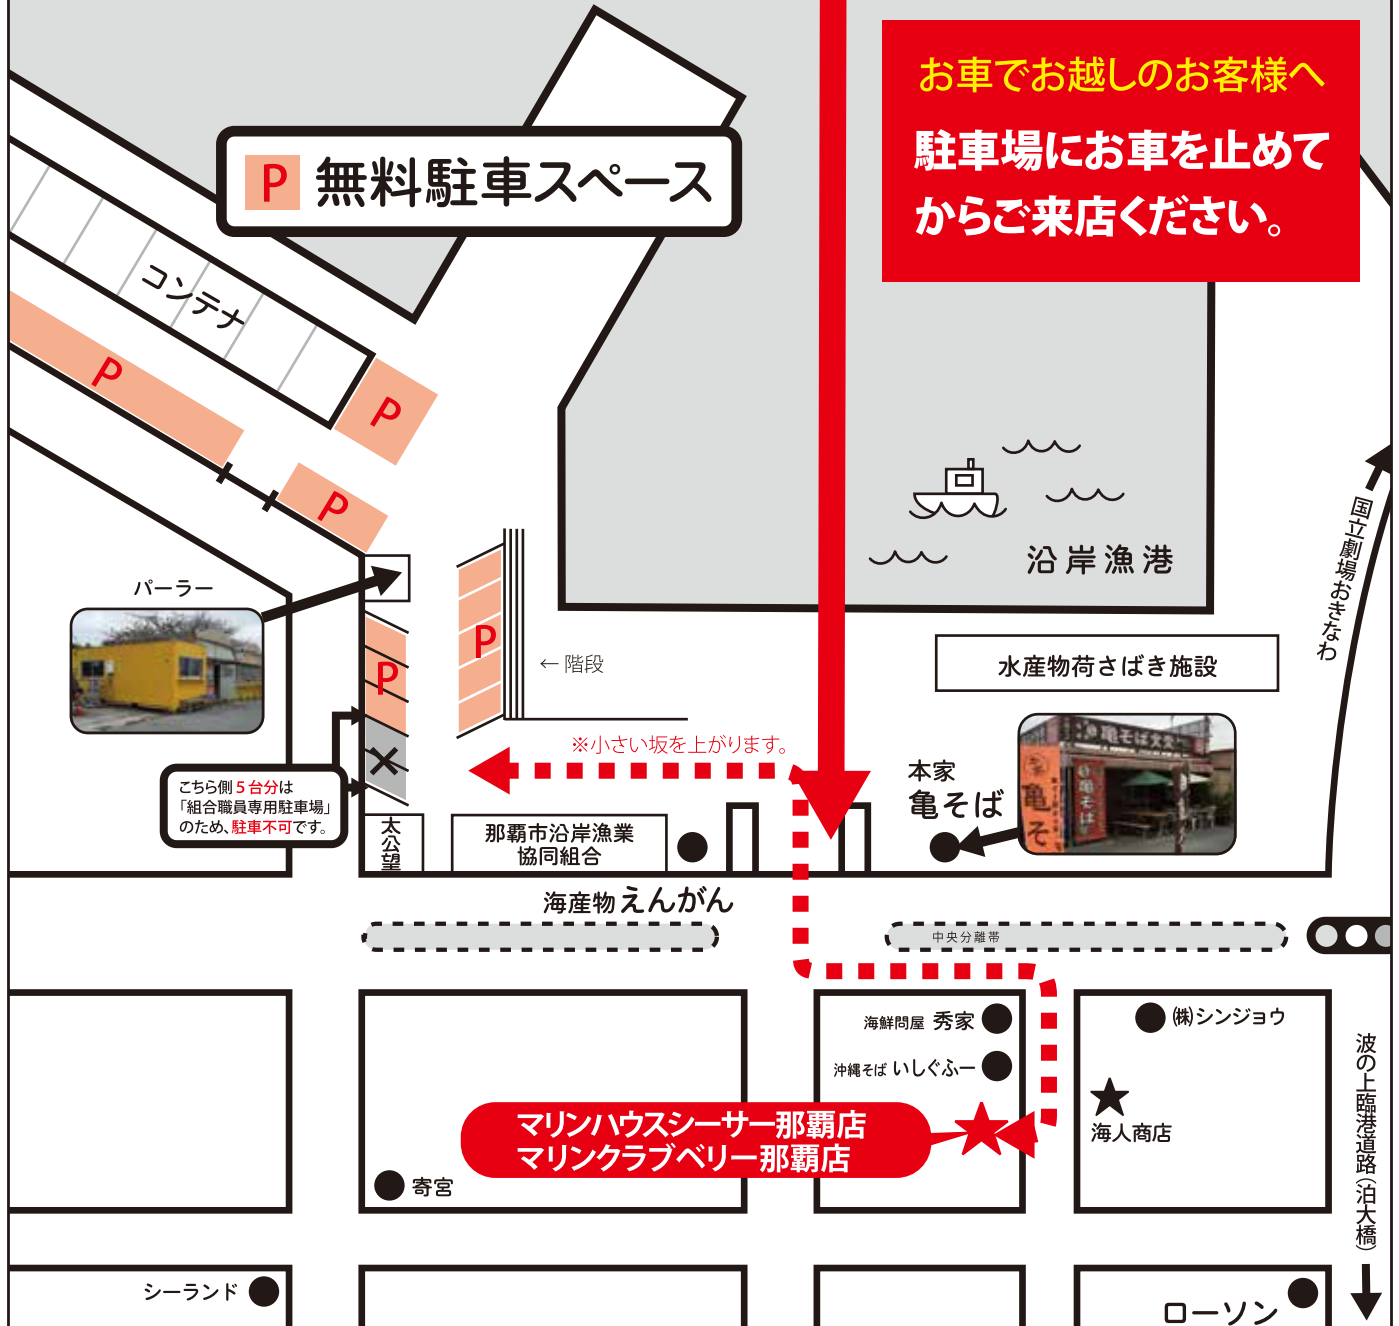 お車でお越しのお客様へ
駐車場にお車を止めて
からご来店ください。
P 無料駐車スペース
コンテナ
P
P
P
P
P
パーラー
←階段
※小さい坂を上がります。
こちら側5台分は
「組合職員専用駐車場」
のため、駐車不可です。
太公望
那覇市沿岸漁業
協同組合
海産物 えんがん
沿岸漁港
水産物荷さばき施設
国立劇場おきなわ
本家
亀そば
亀そば食堂
亀そば
亀そ
中央分離帯
海鮮問屋 秀家
沖縄そば いしぐふー
㈱シンジョウ
海人商店
マリンハウスシーサー那覇店
マリンクラブベリー那覇店
寄宮
シーランド
ローソン
波の上臨港道路(泊大橋)